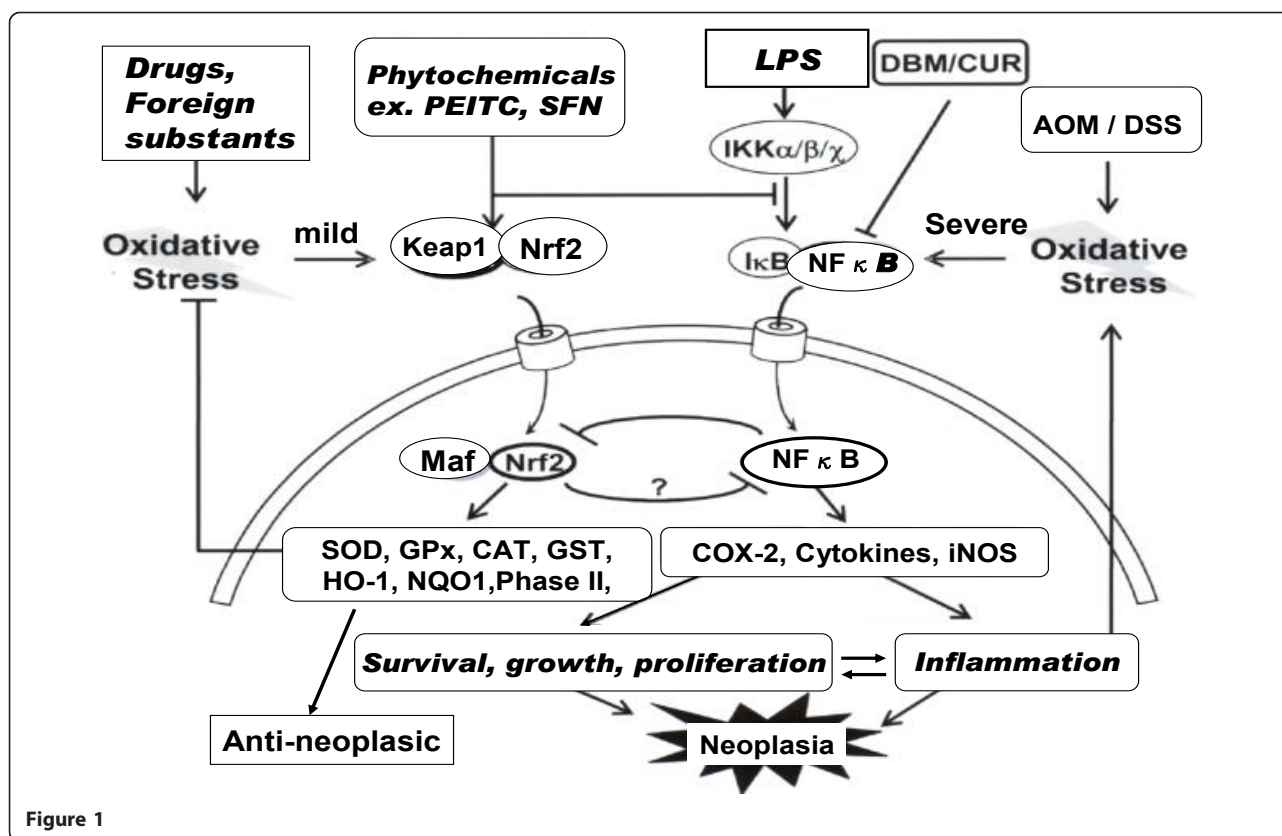 Drugs,
Foreign
substants
Phytochemicals
ex. PEITC, SFN
LPS
DBM/CUR
AOM / DSS
IKKα/β/χ
Oxidative
Stress
mild
Keap1
Nrf2
IκB
NF κ B
Severe
Oxidative
Stress
Maf
Nrf2
?
NF κ B
SOD, GPx, CAT, GST,
HO-1, NQO1,Phase II,
COX-2, Cytokines, iNOS
Survival, growth, proliferation
Inflammation
Anti-neoplasic
Neoplasia
Figure 1